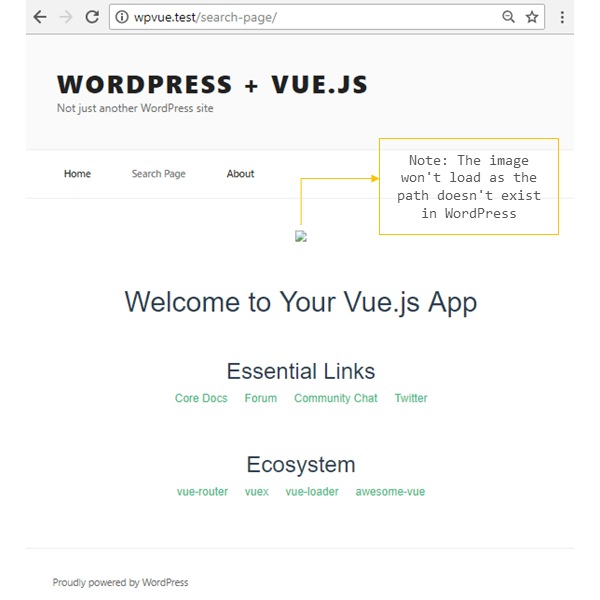 wpvue.test/search-page/
WORDPRESS + VUE.JS
Not just another WordPress site
Home Search Page About
Note: The image
won't load as the
path doesn't exist
in WordPress
Welcome to Your Vue.js App
Essential Links
Core Docs Forum Community Chat Twitter
Ecosystem
vue-router vuex vue-loader awesome-vue
Proudly powered by WordPress